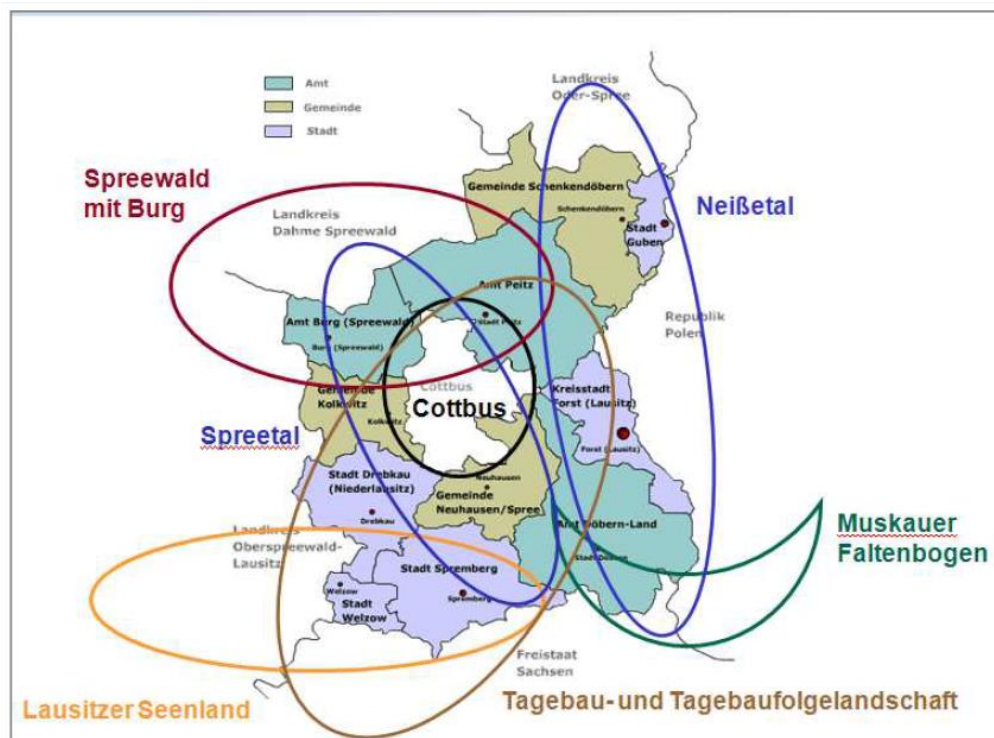 Amt
Gemeinde
Stadt
Landkreis
Oder-Spree
Spreewald
mit Burg
Landkreis
Dahme Spreewald
Gemeinde Schenkendöbern
Schenkendöbern
Stadt
Guben
Neißetal
Amt Peitz
Stadt Peitz
Amt Burg (Spreewald)
Burg (Spreewald)
Republik
Polen
Gemeinde
Kolkwitz
Kolkwitz
Cottbus
Cottbus
Kreisstadt
Forst (Lausitz)
Forst (Lausitz)
Spreetal
Stadt Drebkau
(Niederlausitz)
Drebkau
Neuhausen
Gemeinde
Neuhausen/Spree
Amt Döbern-Land
Stadt Döbern
Muskauer
Faltenbogen
Landkreis
Oberspreewald-
Lausitz
Stadt Spremberg
Spremberg
Welzow
Stadt
Welzow
Freistaat
Sachsen
Lausitzer Seenland
Tagebau- und Tagebaufolgelandschaft